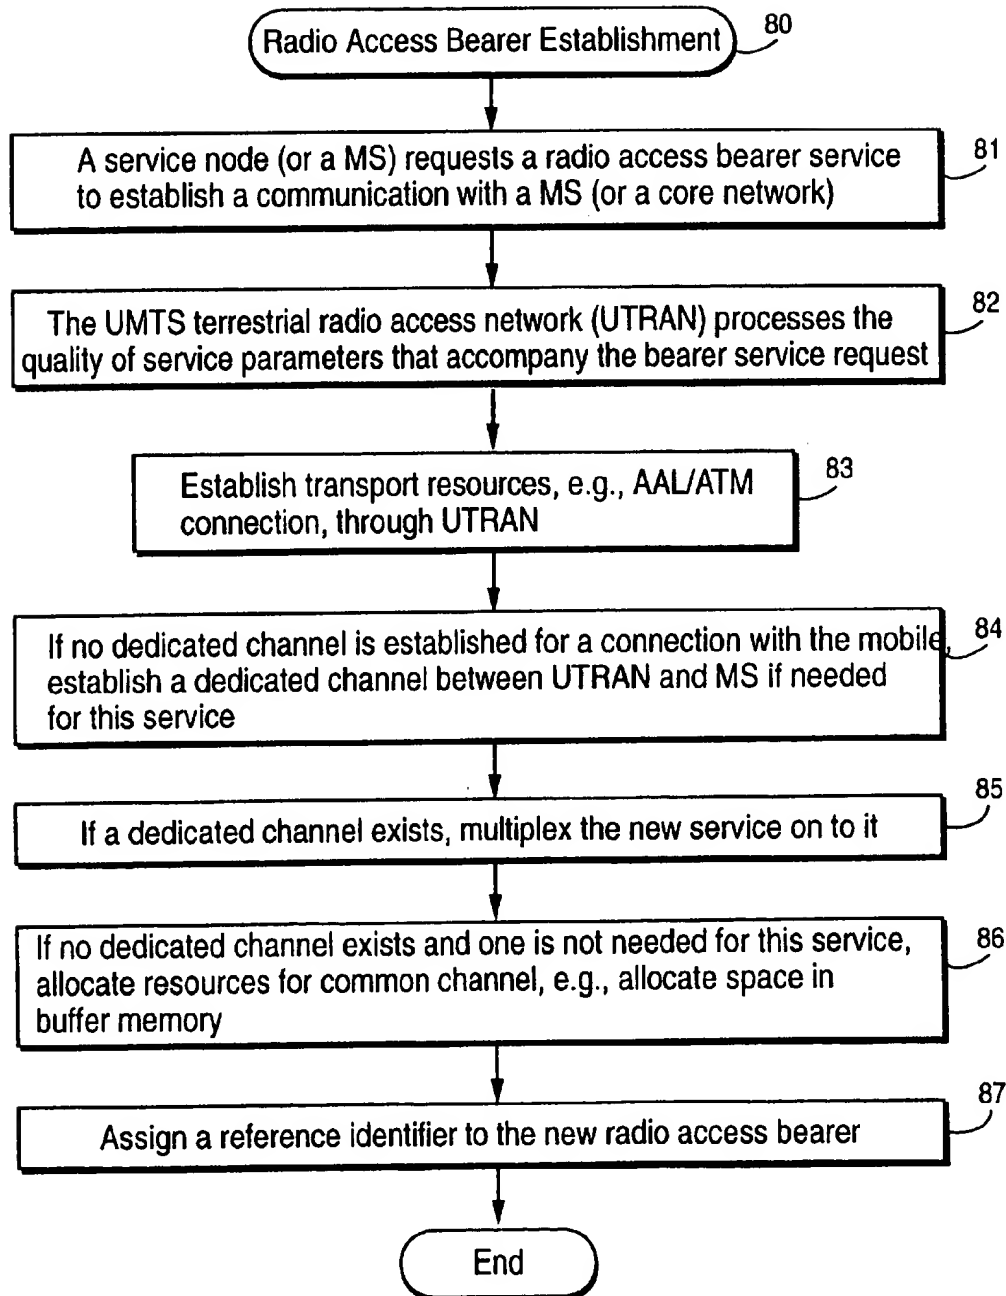 Radio Access Bearer Establishment
80
A service node (or a MS) requests a radio access bearer service
to establish a communication with a MS (or a core network)
81
The UMTS terrestrial radio access network (UTRAN) processes the
quality of service parameters that accompany the bearer service request
82
Establish transport resources, e.g., AAL/ATM
connection, through UTRAN
83
If no dedicated channel is established for a connection with the mobile,
establish a dedicated channel between UTRAN and MS if needed
for this service
84
If a dedicated channel exists, multiplex the new service on to it
85
If no dedicated channel exists and one is not needed for this service,
allocate resources for common channel, e.g., allocate space in
buffer memory
86
Assign a reference identifier to the new radio access bearer
87
End